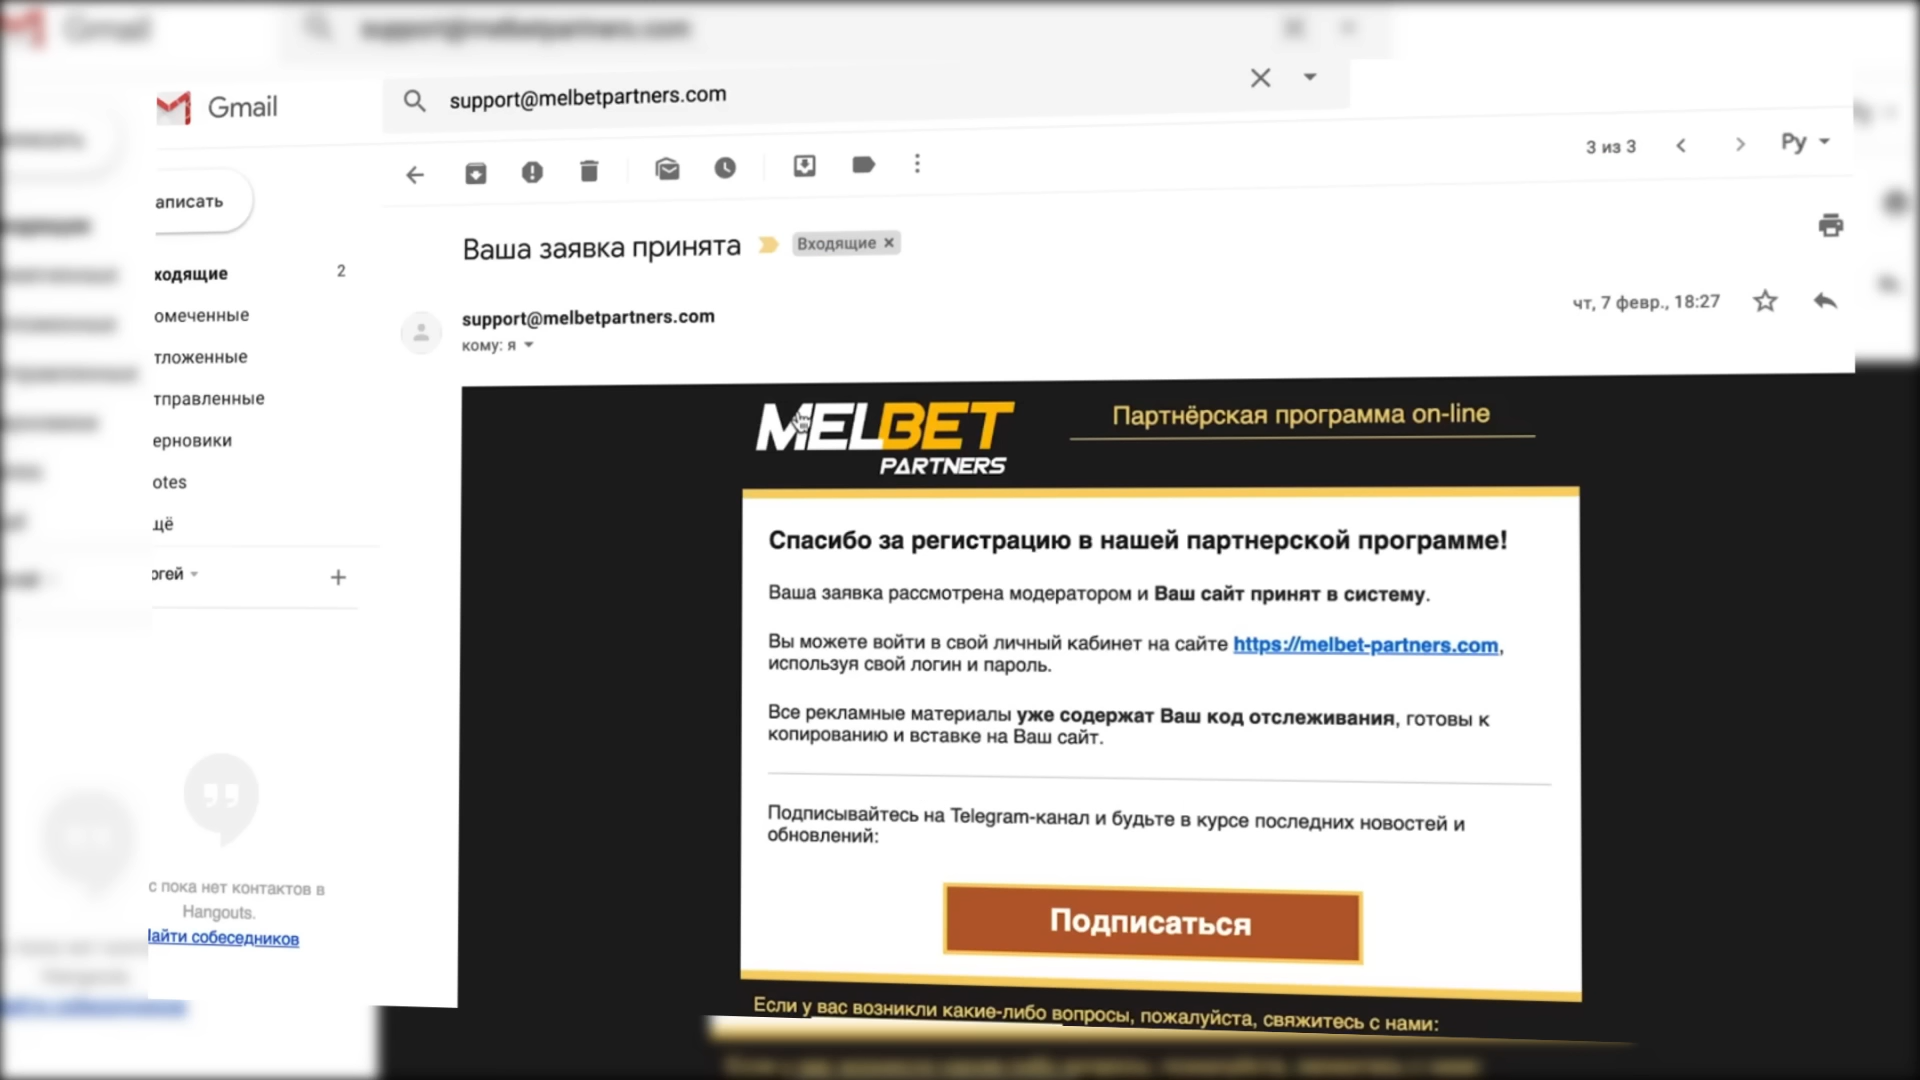 Gmail
support@melbetpartners.com
3 из 3
Ру
аписать
Ваша заявка принята
Входящие
ходящие 2
омеченные
тложенные
тправленные
ерновики
otes
щё
ргей
support@melbetpartners.com
кому: я
чт, 7 февр., 18:27
MELBET
PARTNERS
Партнёрская программа on-line
Спасибо за регистрацию в нашей партнерской программе!
Ваша заявка рассмотрена модератором и Ваш сайт принят в систему.
Вы можете войти в свой личный кабинет на сайте https://melbet-partners.com,
используя свой логин и пароль.
Все рекламные материалы уже содержат Ваш код отслеживания, готовы к
копированию и вставке на Ваш сайт.
Подписывайтесь на Telegram-канал и будьте в курсе последних новостей и
обновлений:
Подписаться
Если у вас возникли какие-либо вопросы, пожалуйста, свяжитесь с нами:
с пока нет контактов в
Hangouts.
Найти собеседников